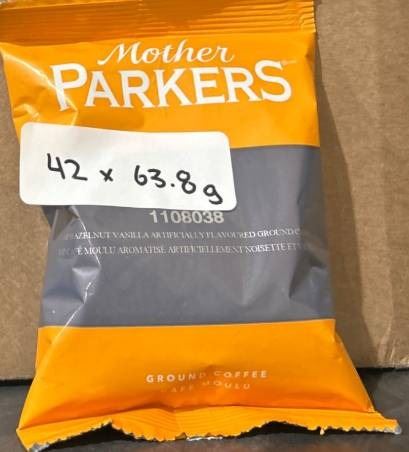 Mother
PARKERS
42 x 63.8g
1108038
HAZELNUT VANILLA ARTIFICIALLY FLAVOURED GROUND
MOULU AROMATISÉ ARTIFICIELLEMENT NOISETTE ET
GROUND COFFEE
CAFÉ MOULU